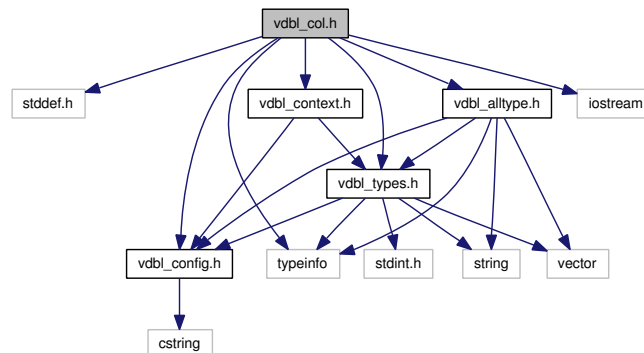 vdbl_col.h
stddef.h
vdbl_context.h
vdbl_alltype.h
iostream
vdbl_types.h
vdbl_config.h
typeinfo
stdint.h
string
vector
cstring